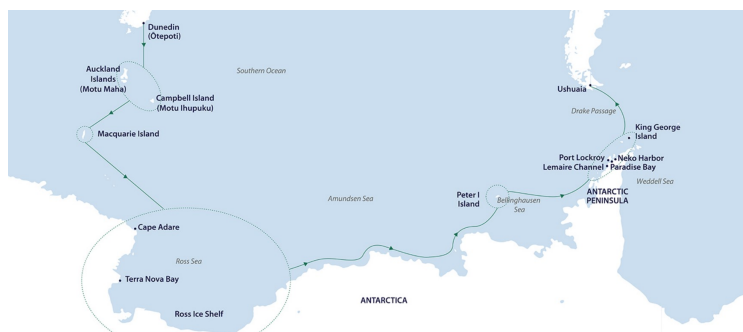 Dunedin
(Ōtepoti)
Auckland
Islands
(Motu Maha)
Campbell Island
(Motu Ihupuku)
Macquarie Island
Southern Ocean
Ushuaia
Drake Passage
King George
Island
Port Lockroy
Neko Harbor
Lemaire Channel
Paradise Bay
Weddell Sea
ANTARCTIC
PENINSULA
Peter I
Island
Bellinghausen
Sea
Amundsen Sea
Cape Adare
Ross Sea
Terra Nova Bay
Ross Ice Shelf
ANTARCTICA